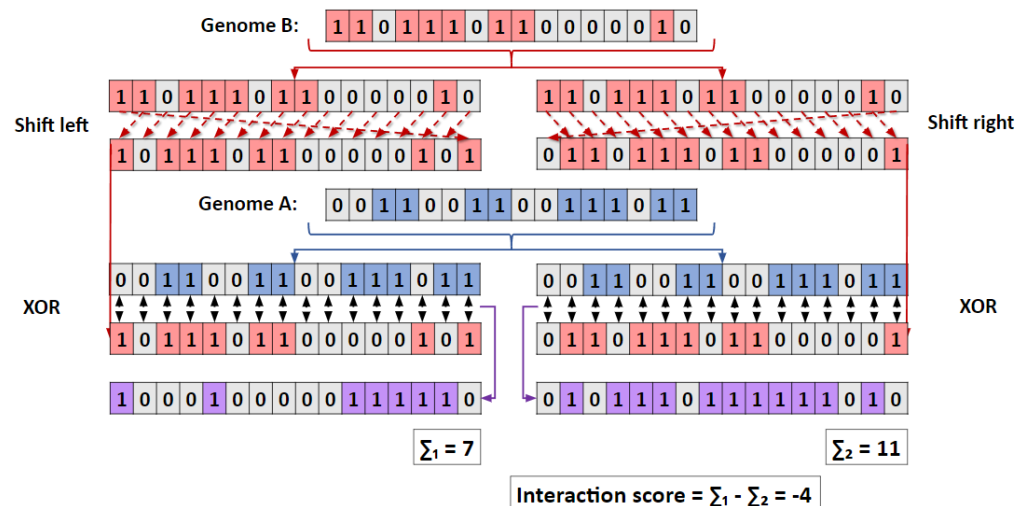 Genome B: 1 1 0 1 1 1 0 1 1 0 0 0 0 0 1 0
1 1 0 1 1 1 0 1 1 0 0 0 0 0 1 0
1 1 0 1 1 1 0 1 1 0 0 0 0 0 1 0
Shift left
Shift right
1 0 1 1 1 0 1 1 0 0 0 0 0 1 0 1
0 1 1 0 1 1 1 0 1 1 0 0 0 0 0 1
Genome A: 0 0 1 1 0 0 1 1 0 0 1 1 1 0 1 1
0 0 1 1 0 0 1 1 0 0 1 1 1 0 1 1
0 0 1 1 0 0 1 1 0 0 1 1 1 0 1 1
XOR
XOR
1 0 1 1 1 0 1 1 0 0 0 0 0 1 0 1
0 1 1 0 1 1 1 0 1 1 0 0 0 0 0 1
1 0 0 0 1 0 0 0 0 0 1 1 1 1 1 0
0 1 0 1 1 1 0 1 1 1 1 1 1 0 1 0
∑₁ = 7
∑₂ = 11
Interaction score = ∑₁ - ∑₂ = -4